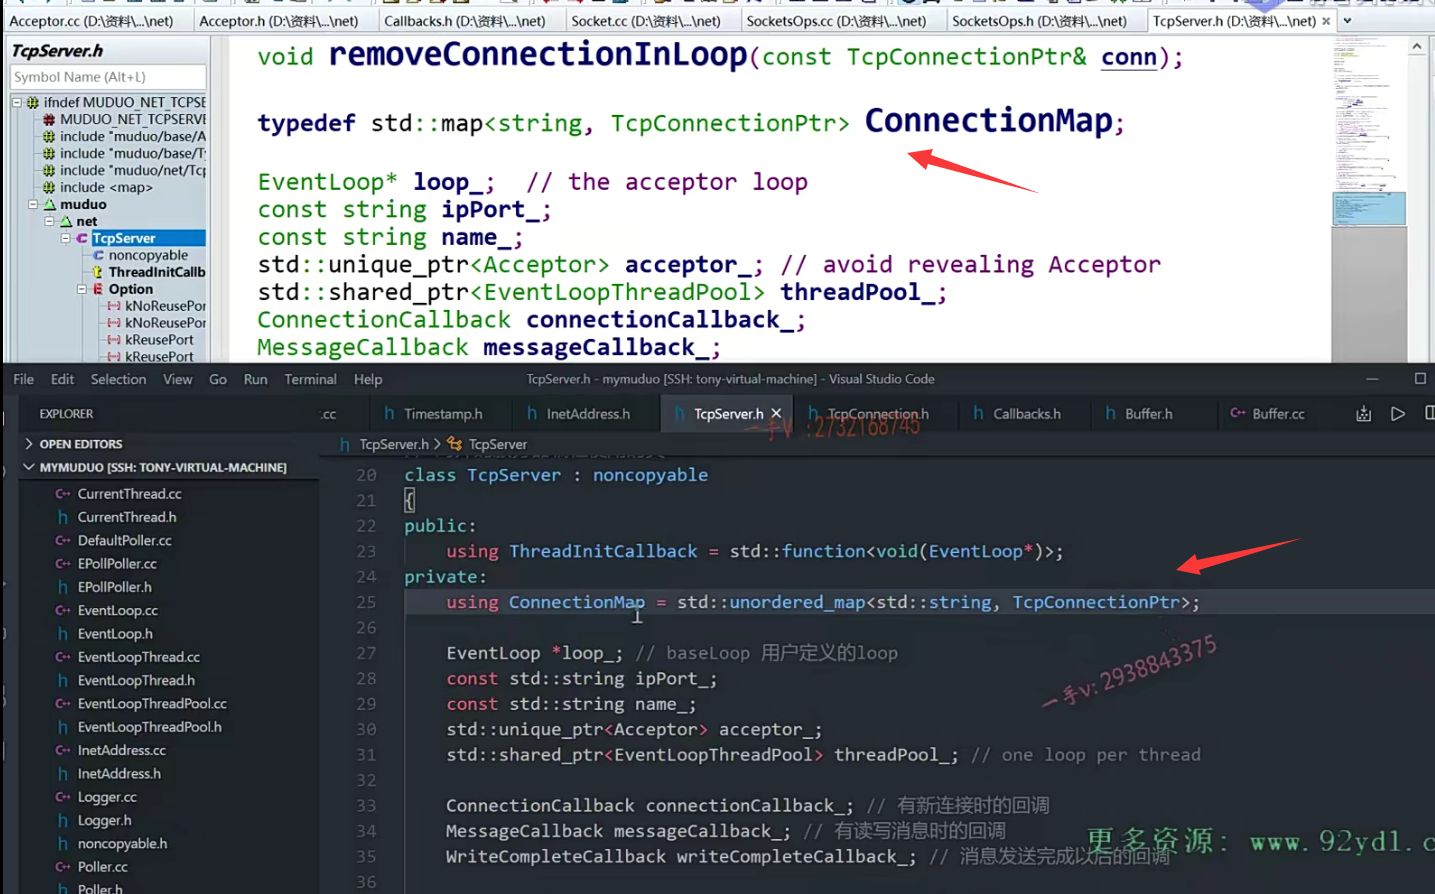 Acceptor.cc (D:\资料\...\net)
Acceptor.h (D:\资料\...\net)
Callbacks.h (D:\资料\...\net)
Socket.cc (D:\资料\...\net)
SocketsOps.cc (D:\资料\...\net)
SocketsOps.h (D:\资料\...\net)
TcpServer.h (D:\资料\...\net)
TcpServer.h
Symbol Name (Alt+L)
ifndef MUDUO_NET_TCPSE
MUDUO_NET_TCPSERVE
include "muduo/base/A
include "muduo/base/Ty
include "muduo/net/Tcp
include <map>
muduo
net
TcpServer
noncopyable
ThreadInitCallb
Option
kNoReusePor
kNoReusePor
kReusePort
kReusePort
void removeConnectionInLoop(const TcpConnectionPtr& conn);
typedef std::map<string, TcpConnectionPtr> ConnectionMap;
EventLoop* loop_;  // the acceptor loop
const string ipPort_;
const string name_;
std::unique_ptr<Acceptor> acceptor_; // avoid revealing Acceptor
std::shared_ptr<EventLoopThreadPool> threadPool_;
ConnectionCallback connectionCallback_;
MessageCallback messageCallback_;
File Edit Selection View Go Run Terminal Help
TcpServer.h - mymuduo [SSH: tony-virtual-machine] - Visual Studio Code
EXPLORER
.cc
Timestamp.h
InetAddress.h
TcpServer.h
TcpConnection.h
Callbacks.h
Buffer.h
Buffer.cc
一手V :2732168745
OPEN EDITORS
MYMUDUO [SSH: TONY-VIRTUAL-MACHINE]
CurrentThread.cc
CurrentThread.h
DefaultPoller.cc
EPollPoller.cc
EPollPoller.h
EventLoop.cc
EventLoop.h
EventLoopThread.cc
EventLoopThread.h
EventLoopThreadPool.cc
EventLoopThreadPool.h
InetAddress.cc
InetAddress.h
Logger.cc
Logger.h
noncopyable.h
Poller.cc
Poller.h
TcpServer.h > TcpServer
20 class TcpServer : noncopyable
21 {
22 public:
23     using ThreadInitCallback = std::function<void(EventLoop*)>;
24 private:
25     using ConnectionMap = std::unordered_map<std::string, TcpConnectionPtr>;
26
27     EventLoop *loop_; // baseLoop 用户定义的loop
28     const std::string ipPort_;
29     const std::string name_;
30     std::unique_ptr<Acceptor> acceptor_;
31     std::shared_ptr<EventLoopThreadPool> threadPool_; // one loop per thread
32
33     ConnectionCallback connectionCallback_; // 有新连接时的回调
34     MessageCallback messageCallback_; // 有读写消息时的回调
35     WriteCompleteCallback writeCompleteCallback_; // 消息发送完成以后的回调
36
一手v: 2938843375
更多资源: www.92ydl.c